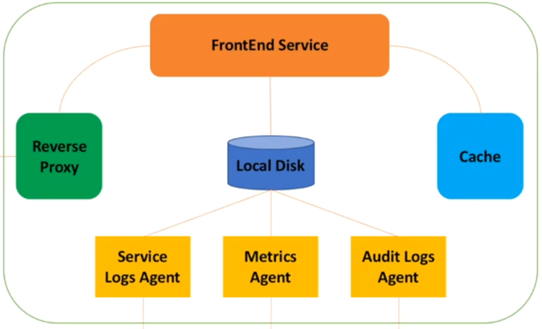 FrontEnd Service
Reverse
Proxy
Local Disk
Cache
Service
Logs Agent
Metrics
Agent
Audit Logs
Agent